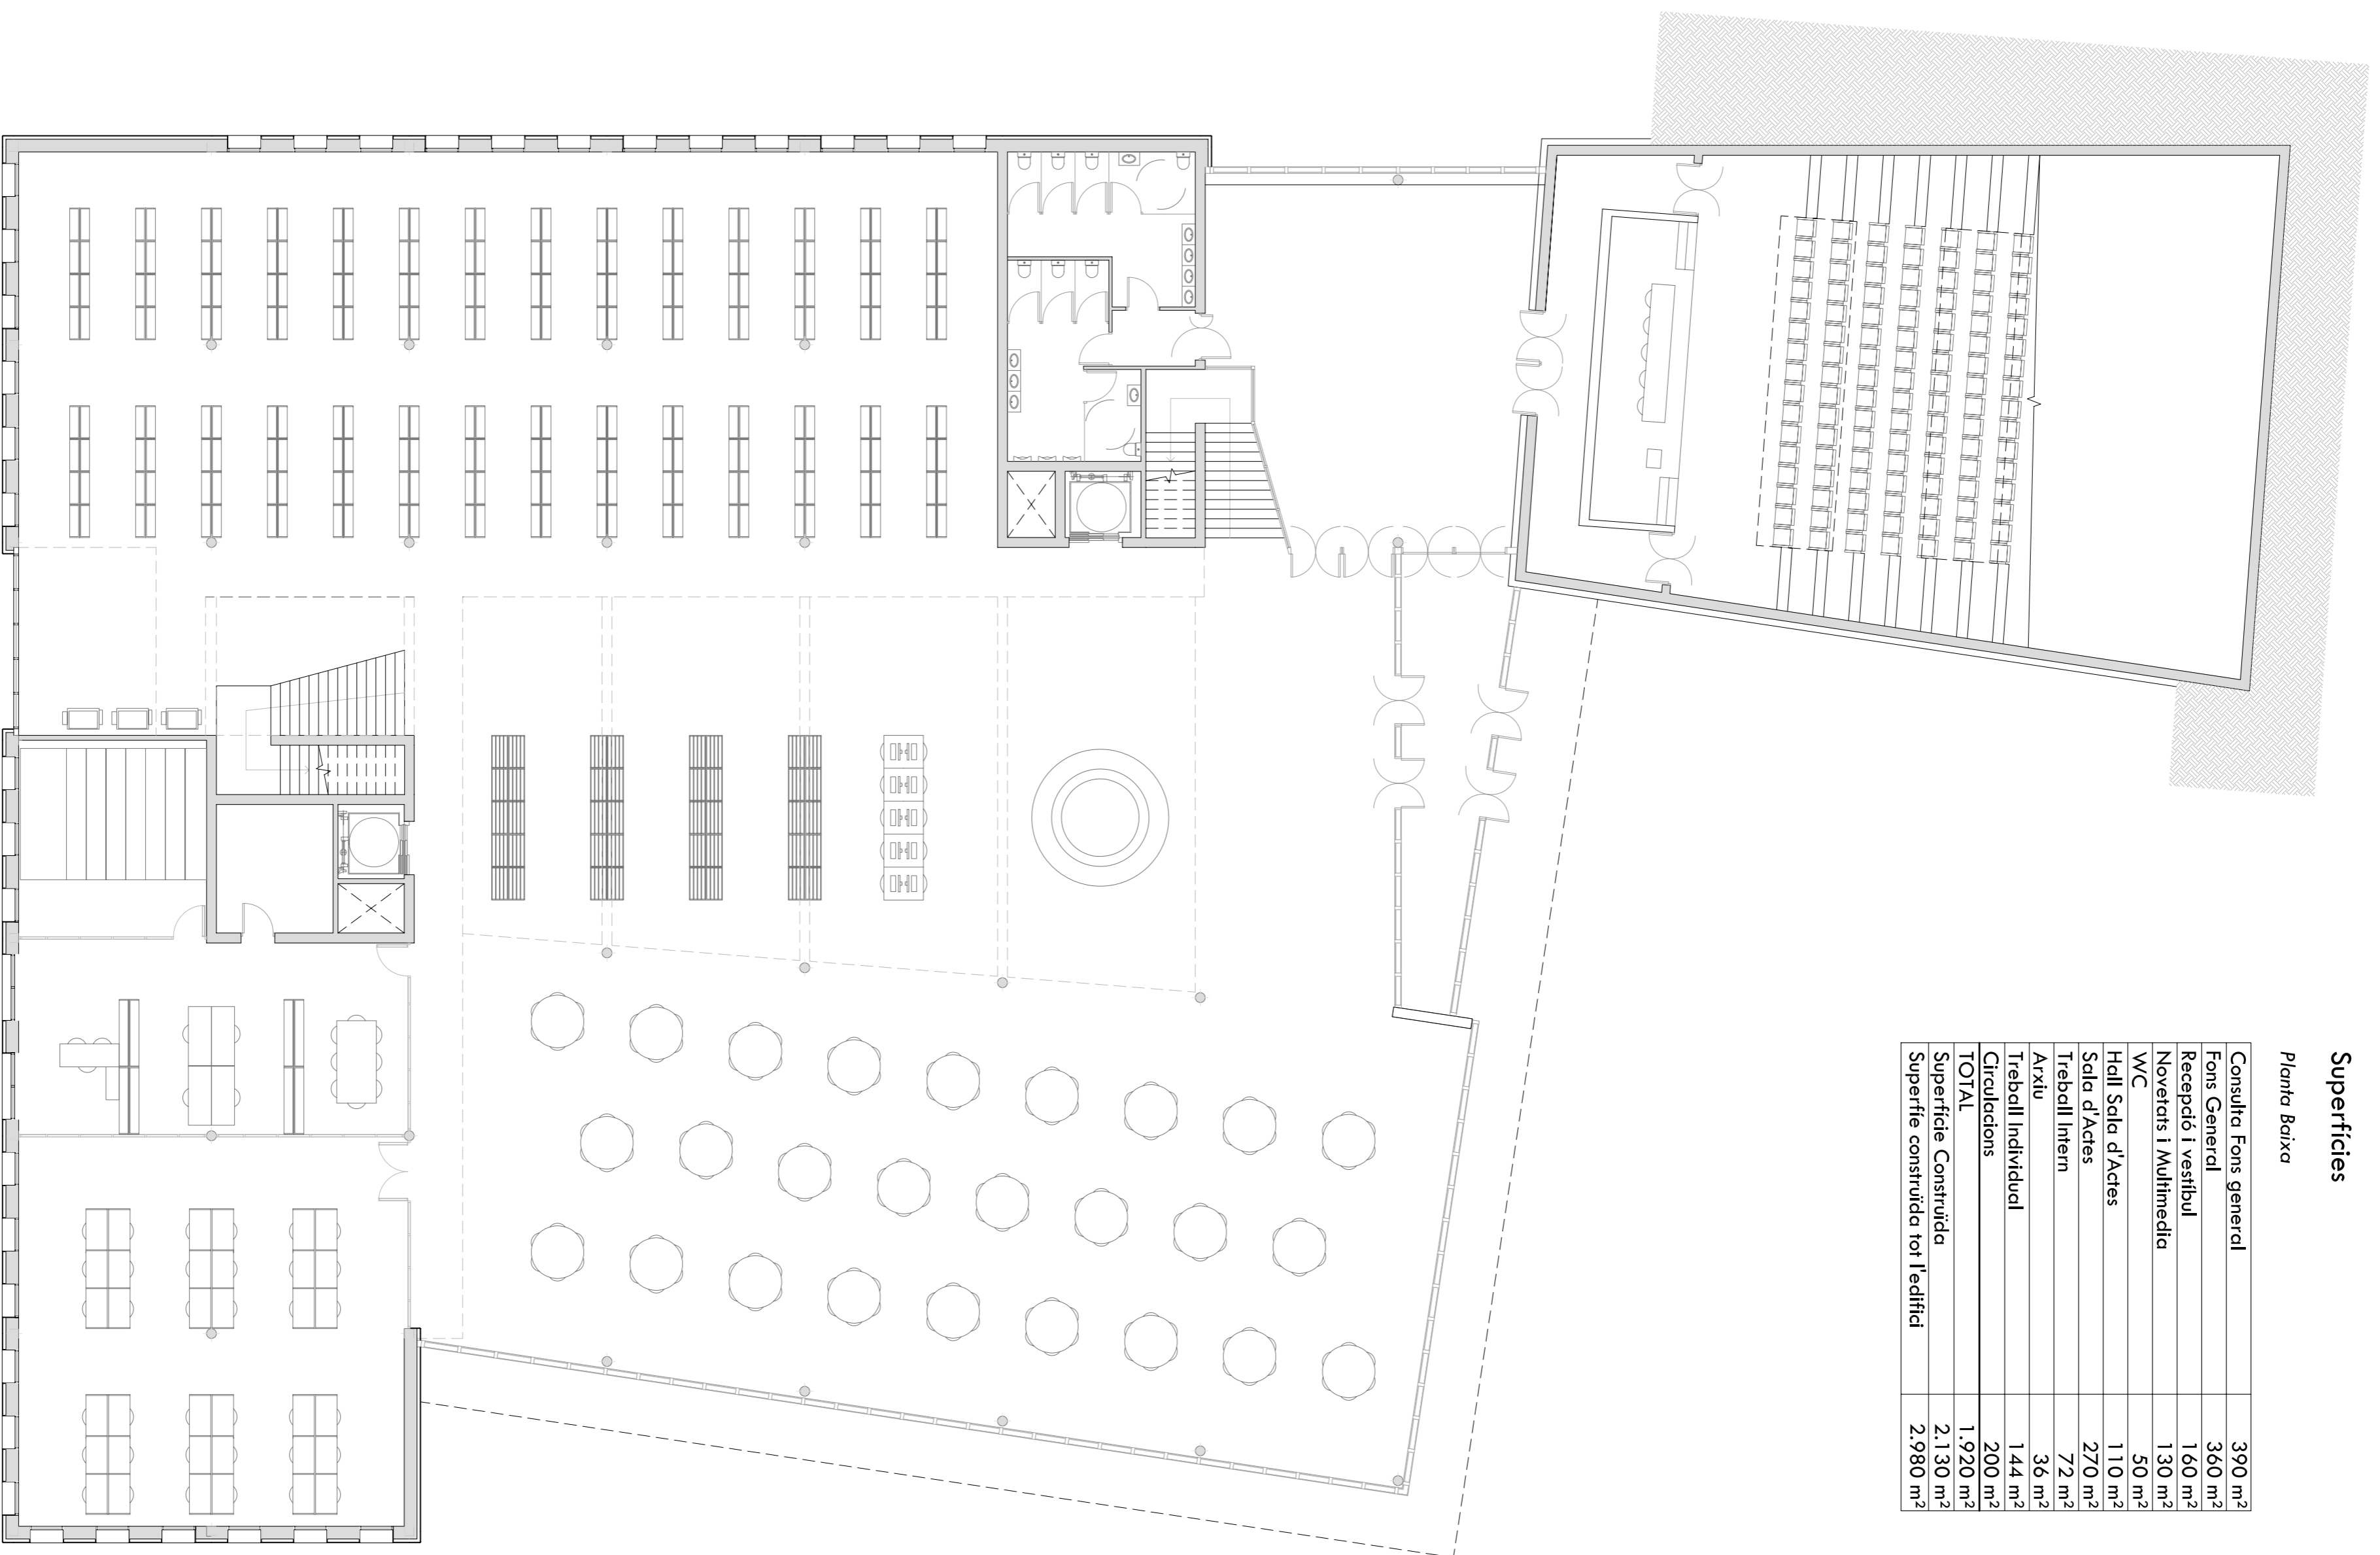 Superfícies
Planta Baixa
Consulta Fons general 390 m²
Fons General 360 m²
Recepció i vestíbul 160 m²
Novetats i Multimedia 130 m²
WC 50 m²
Hall Sala d'Actes 110 m²
Sala d'Actes 270 m²
Treball Intern 72 m²
Arxiu 36 m²
Treball Individual 144 m²
Circulacions 200 m²
TOTAL 1.920 m²
Superfície Construïda 2.130 m²
Superffie construïda tot l'edifici 2.980 m²